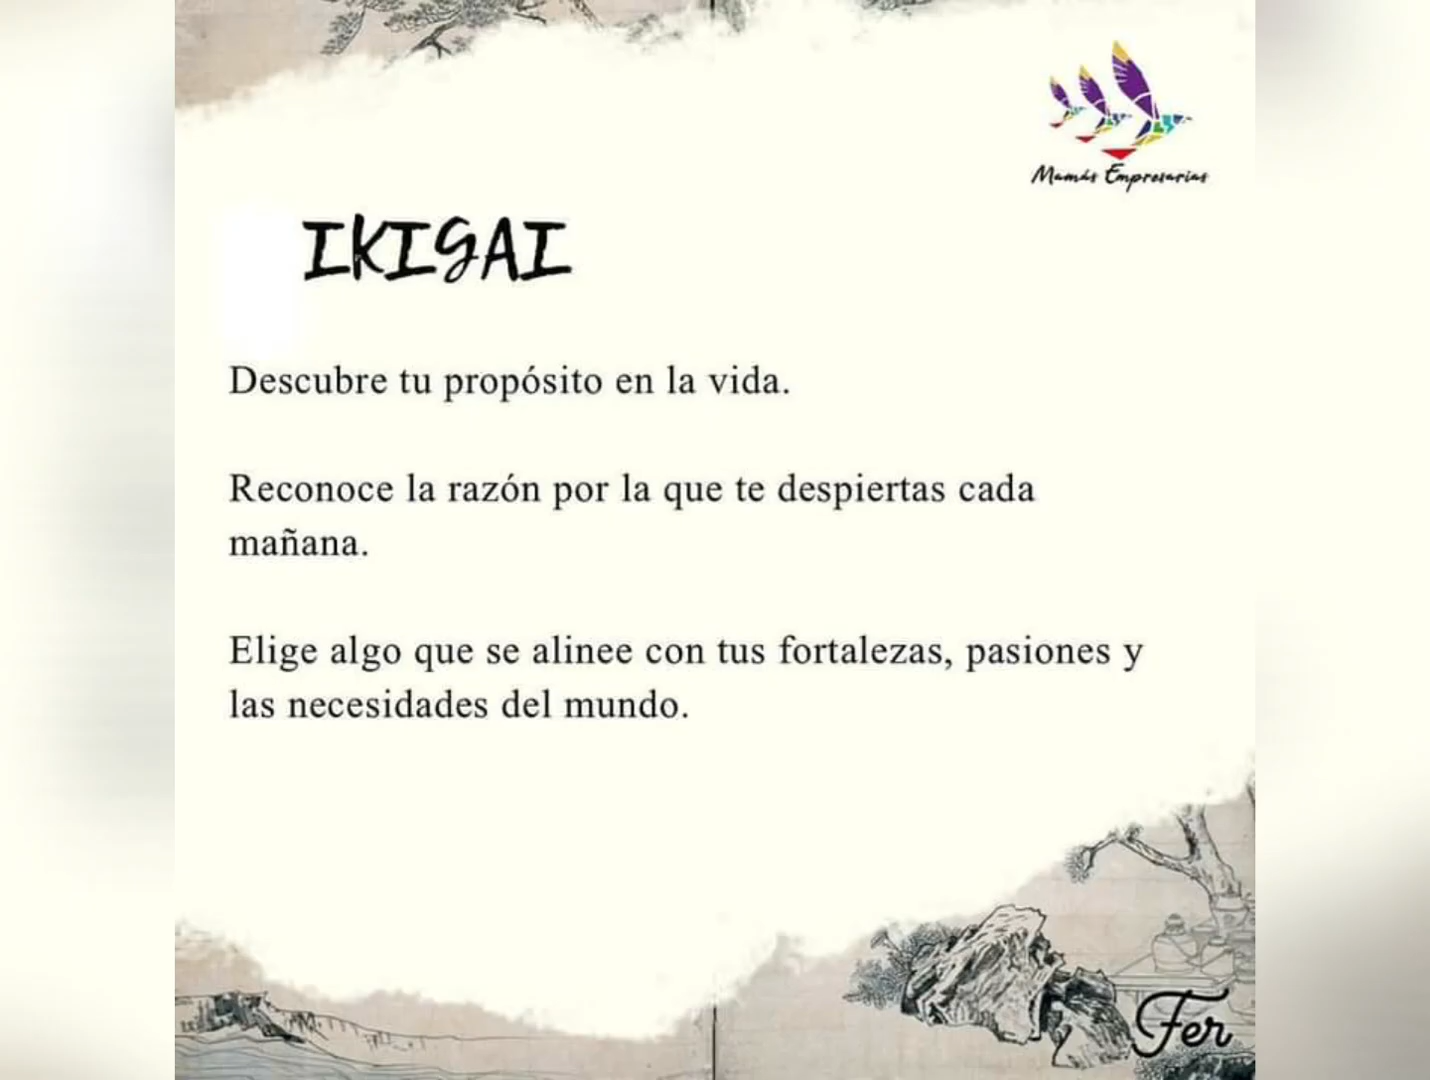 Mamás Empresarias
IKIGAI
Descubre tu propósito en la vida.
Reconoce la razón por la que te despiertas cada
mañana.
Elige algo que se alinee con tus fortalezas, pasiones y
las necesidades del mundo.
Fer